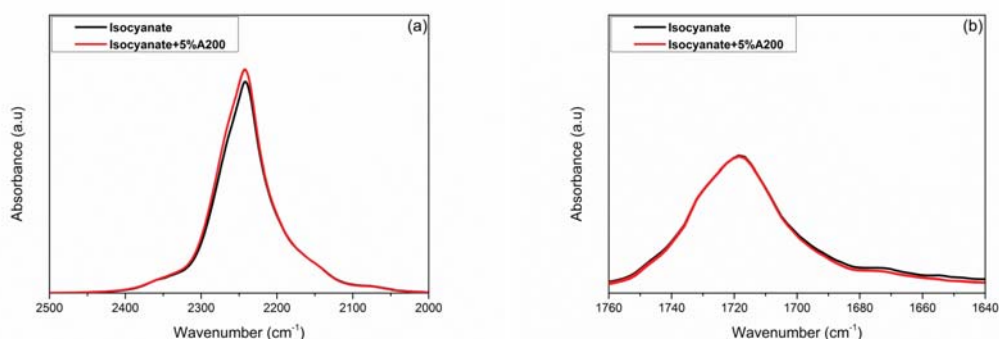 Isocyanate
Isocyanate+5%A200
(a)
Absorbance (a.u)
2500 2400 2300 2200 2100 2000
Wavenumber (cm⁻¹)
Isocyanate
Isocyanate+5%A200
(b)
Absorbance (a.u)
1760 1740 1720 1700 1680 1660 1640
Wavenumber (cm⁻¹)